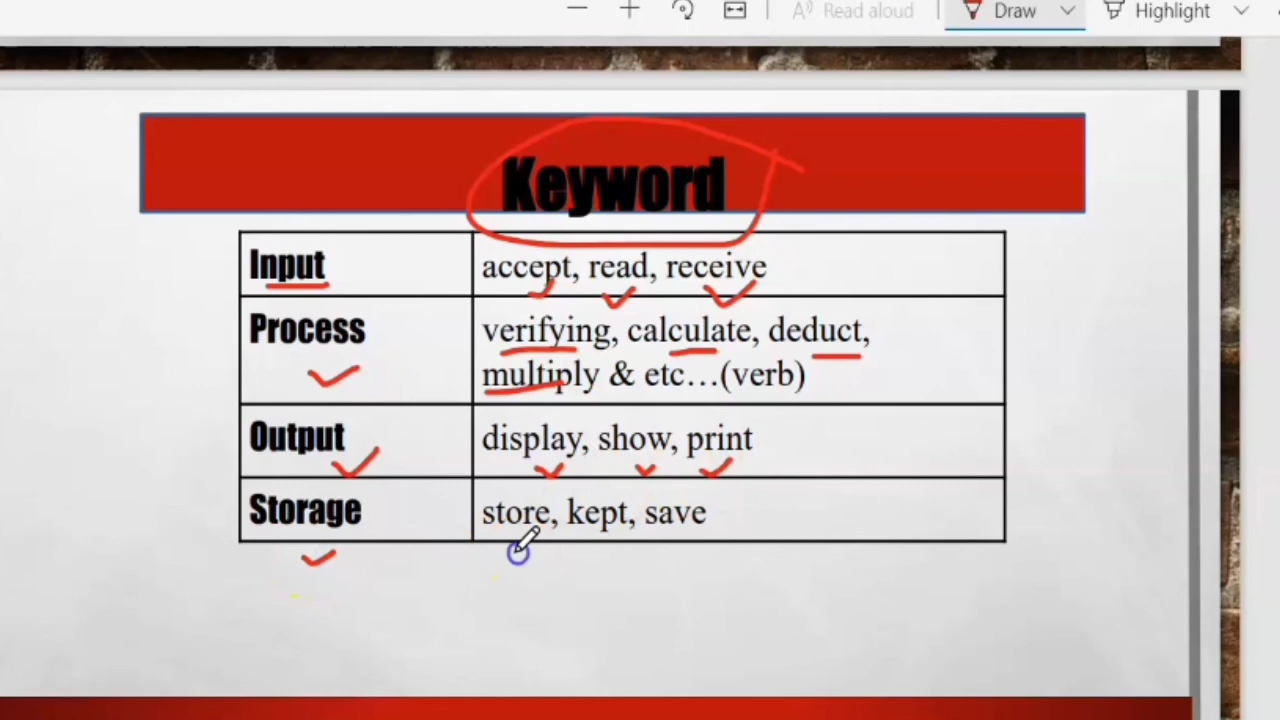 Read aloud
Draw
Highlight
Keyword
Input
accept, read, receive
Process
verifying, calculate, deduct,
multiply & etc...(verb)
Output
display, show, print
Storage
store, kept, save